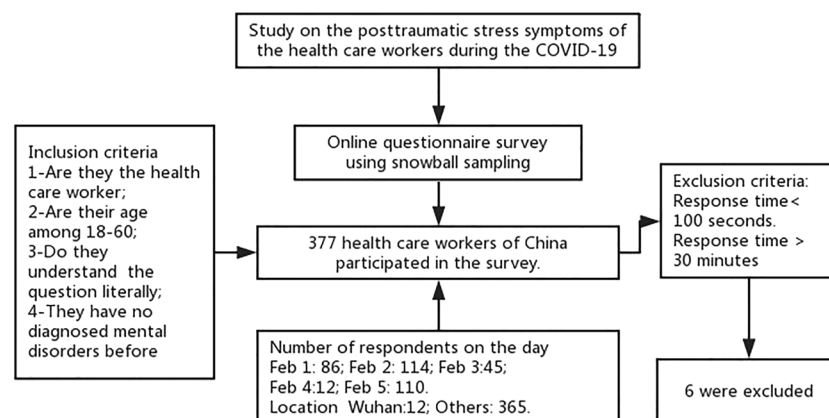 Study on the posttraumatic stress symptoms of
the health care workers during the COVID-19
Online questionnaire survey
using snowball sampling
Inclusion criteria
1-Are they the health
care worker;
2-Are their age
among 18-60;
3-Do they
understand the
question literally;
4-They have no
diagnosed mental
disorders before
377 health care workers of China
participated in the survey.
Exclusion criteria:
Response time<
100 seconds.
Response time >
30 minutes
Number of respondents on the day
Feb 1: 86; Feb 2: 114; Feb 3:45;
Feb 4:12; Feb 5: 110.
Location Wuhan:12; Others: 365.
6 were excluded